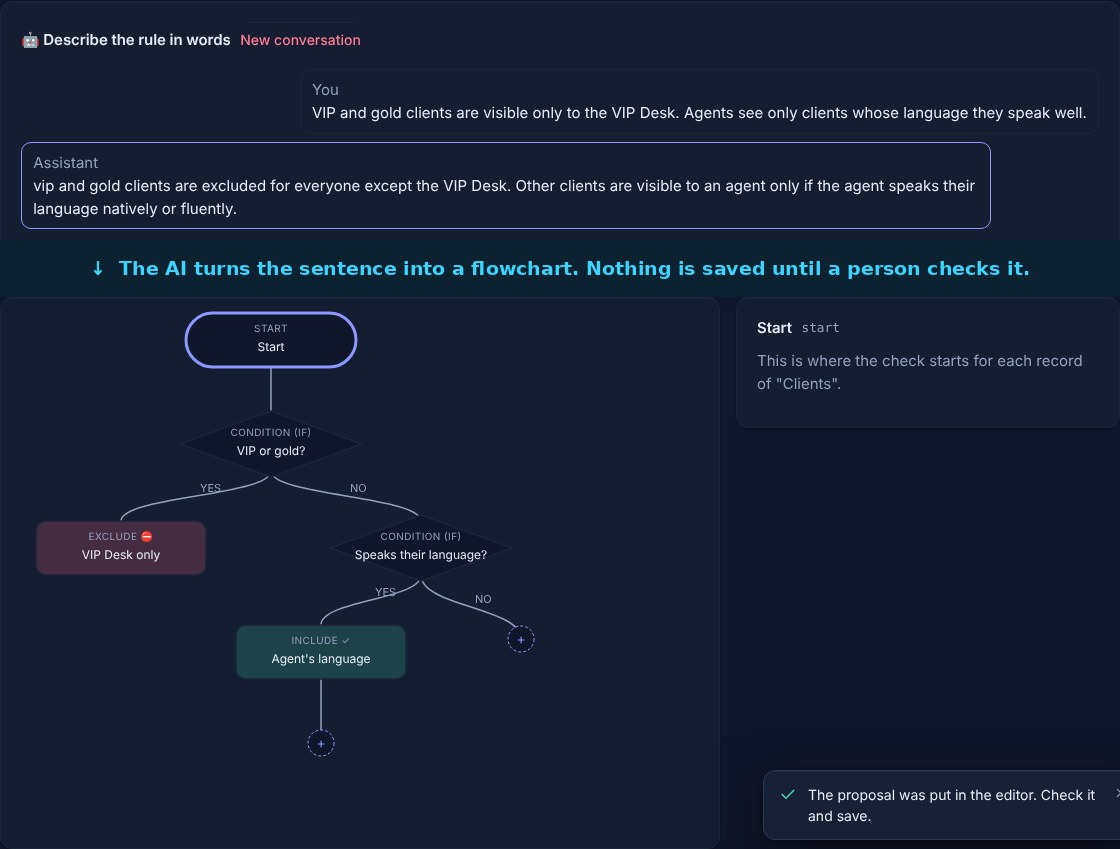 🤖 Describe the rule in words New conversation
You
VIP and gold clients are visible only to the VIP Desk. Agents see only clients whose language they speak well.
Assistant
vip and gold clients are excluded for everyone except the VIP Desk. Other clients are visible to an agent only if the agent speaks their
language natively or fluently.
↓ The AI turns the sentence into a flowchart. Nothing is saved until a person checks it.
START
Start
Start start
This is where the check starts for each record
of "Clients".
CONDITION (IF)
VIP or gold?
YES
NO
EXCLUDE ⛔
VIP Desk only
CONDITION (IF)
Speaks their language?
YES
NO
INCLUDE ✓
Agent's language
+
+
The proposal was put in the editor. Check it
and save.